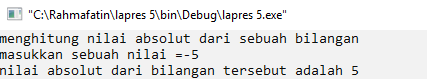 "C:\Rahmafatin\lapres 5\bin\Debug\lapres 5.exe"
menghitung nilai absolut dari sebuah bilangan
masukkan sebuah nilai =-5
nilai absolut dari bilangan tersebut adalah 5